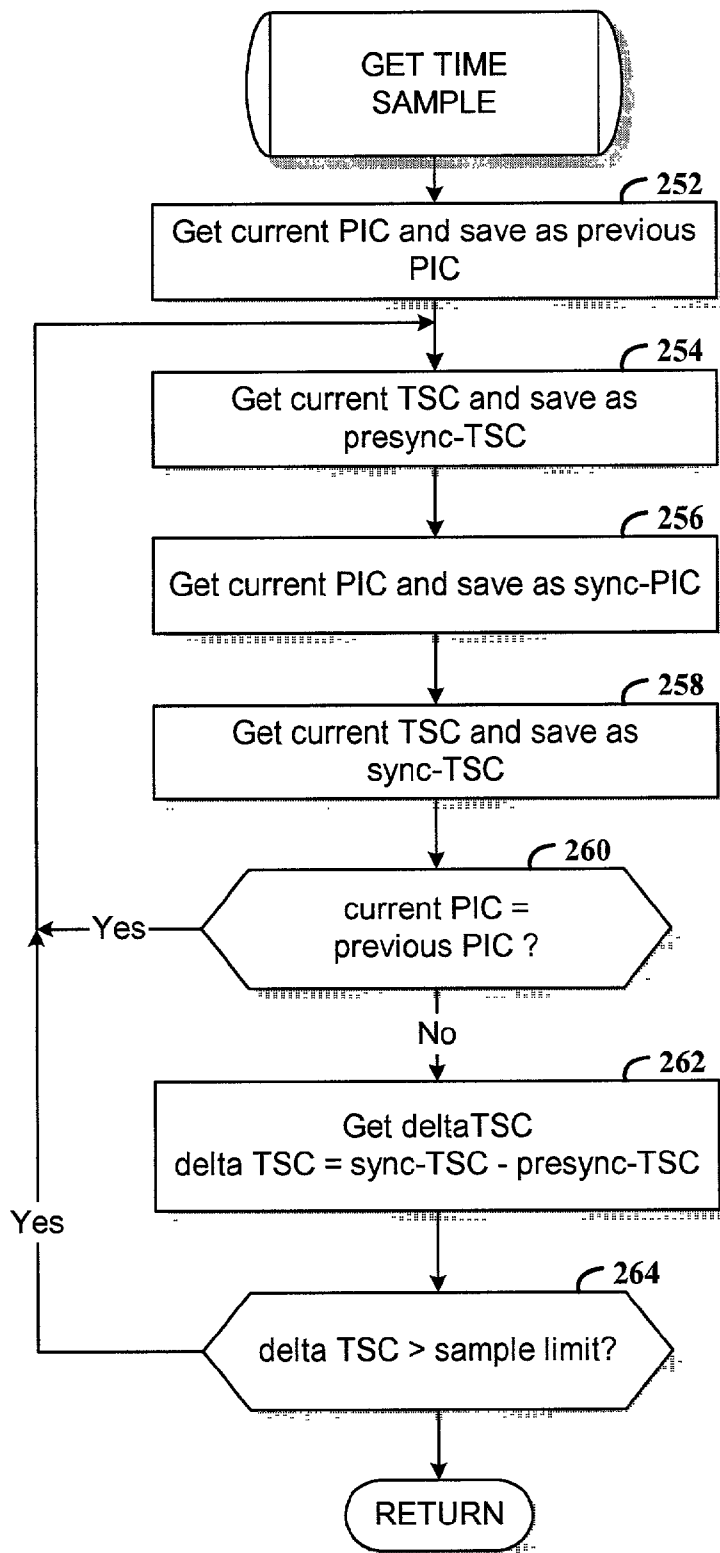 GET TIME
SAMPLE
252
Get current PIC and save as previous
PIC
254
Get current TSC and save as
presync-TSC
256
Get current PIC and save as sync-PIC
258
Get current TSC and save as
sync-TSC
260
current PIC =
previous PIC ?
Yes
No
262
Get deltaTSC
delta TSC = sync-TSC - presync-TSC
Yes
264
delta TSC > sample limit?
RETURN